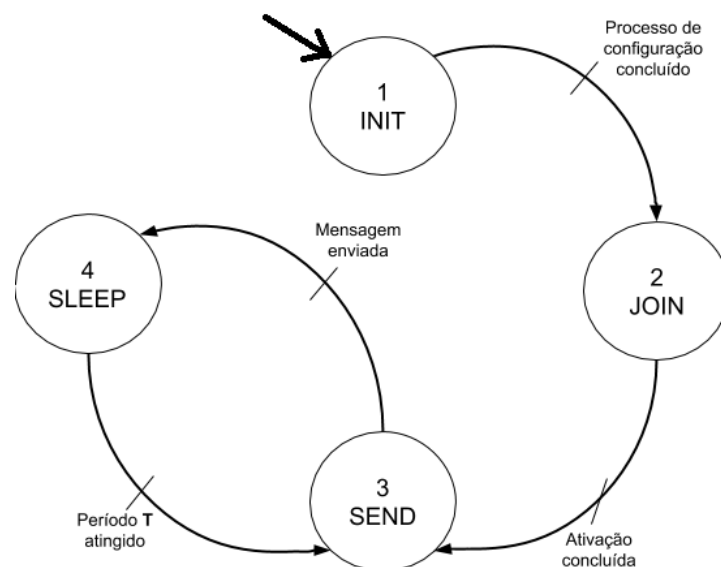 1
INIT
Processo de
configuração
concluído
2
JOIN
Ativação
concluída
3
SEND
Mensagem
enviada
4
SLEEP
Período T
atingido